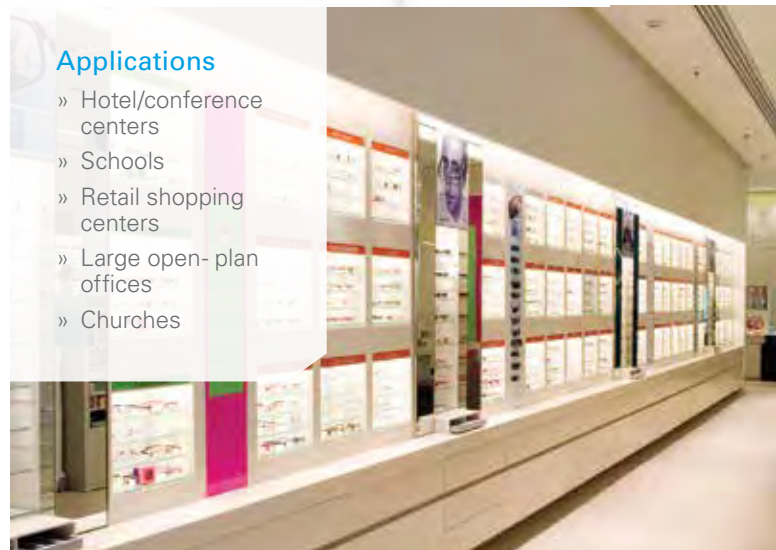 Applications
» Hotel/conference
centers
» Schools
» Retail shopping
centers
» Large open- plan
offices
» Churches